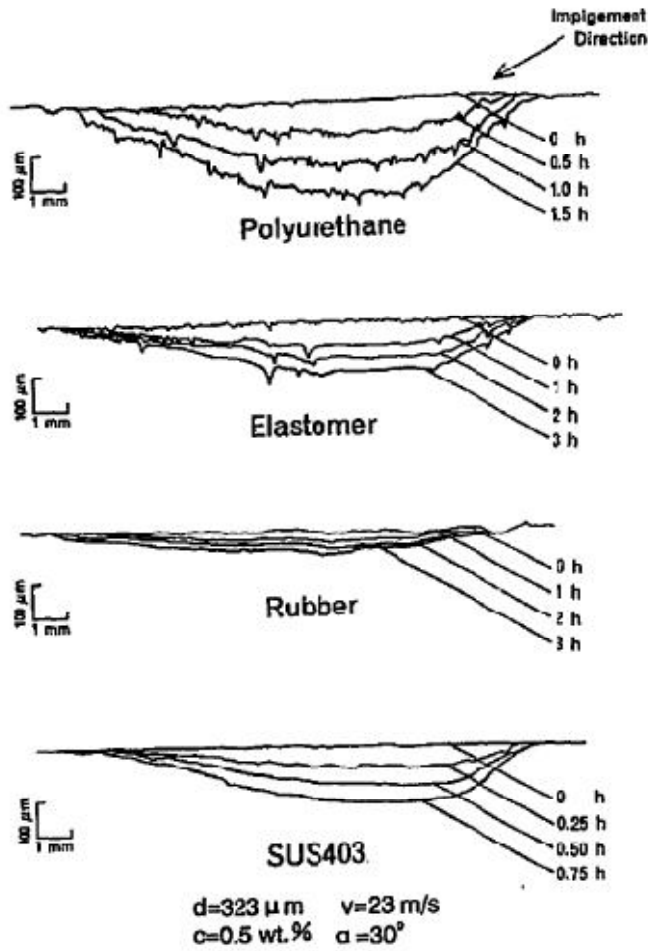 Impigement
Direction
0 h
0.5 h
1.0 h
1.5 h
100 μm
1 mm
Polyurethane
0 h
1 h
2 h
3 h
100 μm
1 mm
Elastomer
0 h
1 h
2 h
3 h
100 μm
1 mm
Rubber
0 h
0.25 h
0.50 h
0.75 h
100 μm
1 mm
SUS403
d=323 μm v=23 m/s
c=0.5 wt.% α=30°